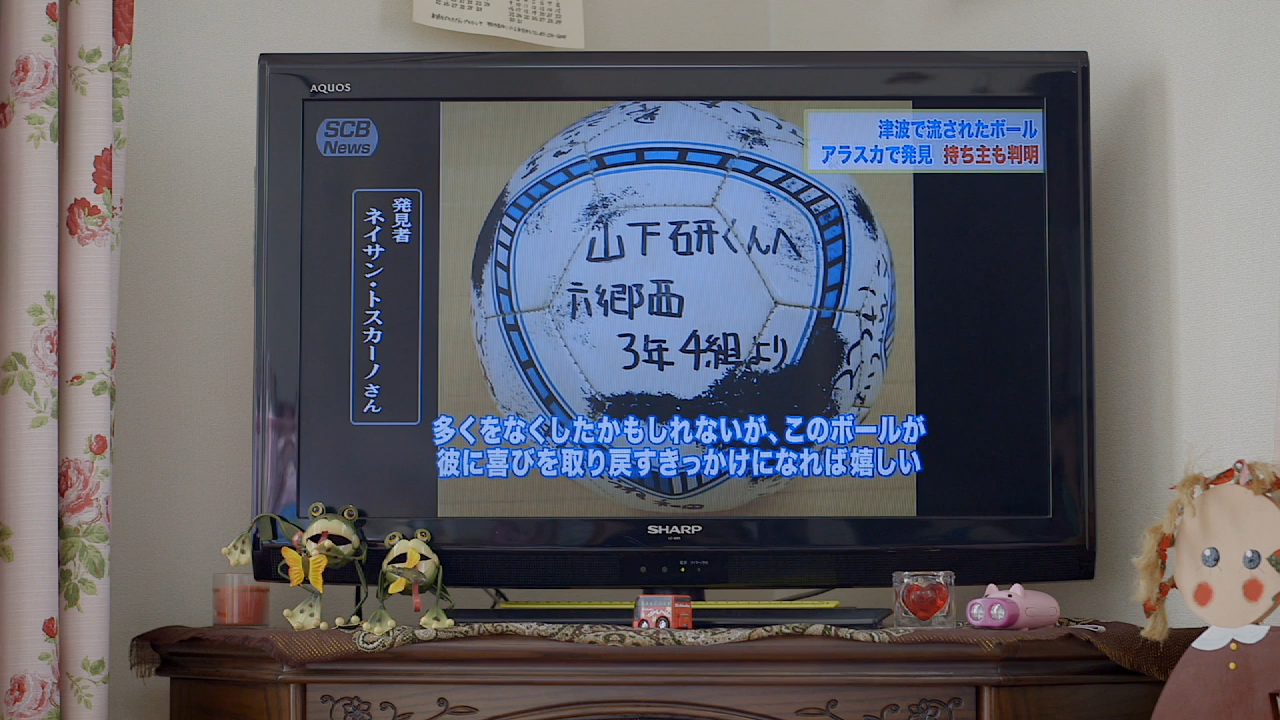 AQUOS
SCB
News
津波で流されたボール
アラスカで発見 持ち主も判明
発見者
ネイサン・トスカーノさん
山下研くんへ
六郷西
3年4組より
多くをなくしたかもしれないが、このボールが
彼に喜びを取り戻すきっかけになれば嬉しい
SHARP